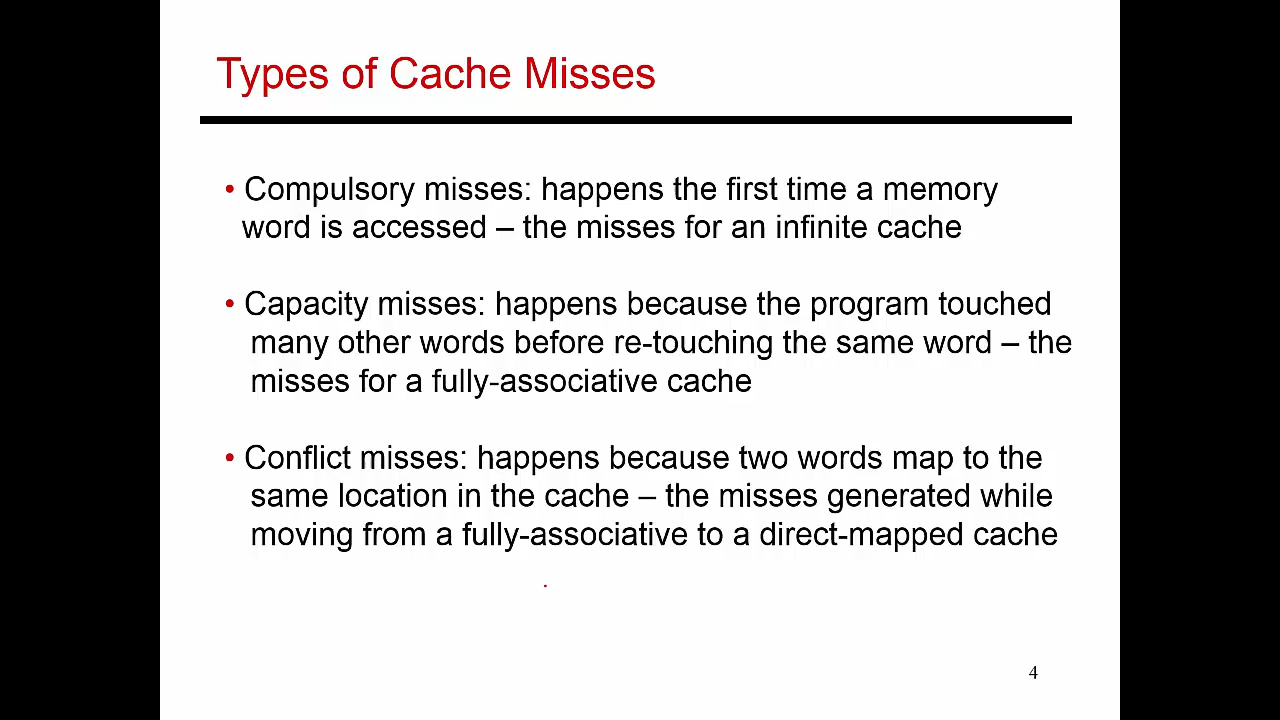 Types of Cache Misses
• Compulsory misses: happens the first time a memory
word is accessed – the misses for an infinite cache
• Capacity misses: happens because the program touched
many other words before re-touching the same word – the
misses for a fully-associative cache
• Conflict misses: happens because two words map to the
same location in the cache – the misses generated while
moving from a fully-associative to a direct-mapped cache
4